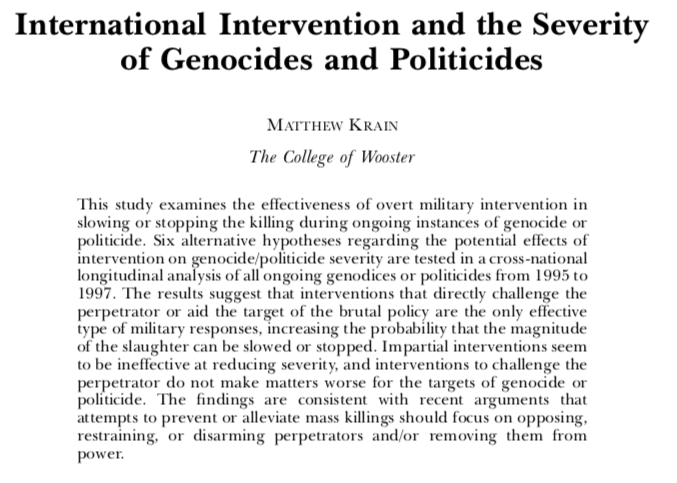 International Intervention and the Severity
of Genocides and Politicides
MATTHEW KRAIN
The College of Wooster
This study examines the effectiveness of overt military intervention in
slowing or stopping the killing during ongoing instances of genocide or
politicide. Six alternative hypotheses regarding the potential effects of
intervention on genocide/politicide severity are tested in a cross-national
longitudinal analysis of all ongoing genodices or politicides from 1995 to
1997. The results suggest that interventions that directly challenge the
perpetrator or aid the target of the brutal policy are the only effective
type of military responses, increasing the probability that the magnitude
of the slaughter can be slowed or stopped. Impartial interventions seem
to be ineffective at reducing severity, and interventions to challenge the
perpetrator do not make matters worse for the targets of genocide or
politicide. The findings are consistent with recent arguments that
attempts to prevent or alleviate mass killings should focus on opposing,
restraining, or disarming perpetrators and/or removing them from
power.